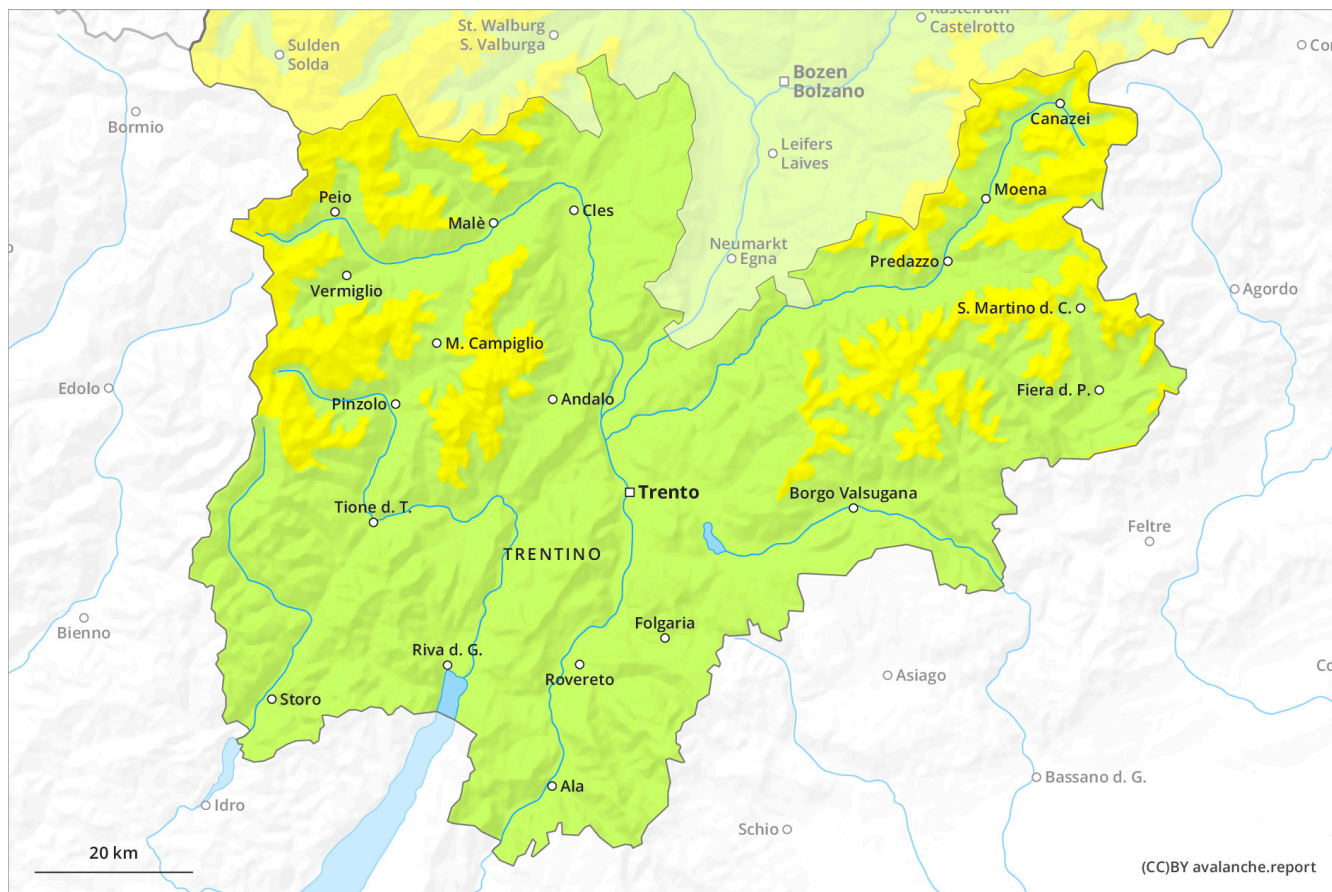 St. Walburg
S. Valburga
Castelrotto
Sulden
Solda
Bozen
Bolzano
Bormio
Canazei
Leifers
Laives
Peio
Moena
Malè
Cles
Neumarkt
Egna
Predazzo
Vermiglio
Agordo
S. Martino d. C.
M. Campiglio
Edolo
Pinzolo
Andalo
Fiera d. P.
Trento
Borgo Valsugana
Tione d. T.
Feltre
TRENTINO
Bienno
Folgaria
Riva d. G.
Asiago
Rovereto
Storo
Bassano d. G.
Ala
Idro
Schio
20 km
(CC)BY avalanche.report